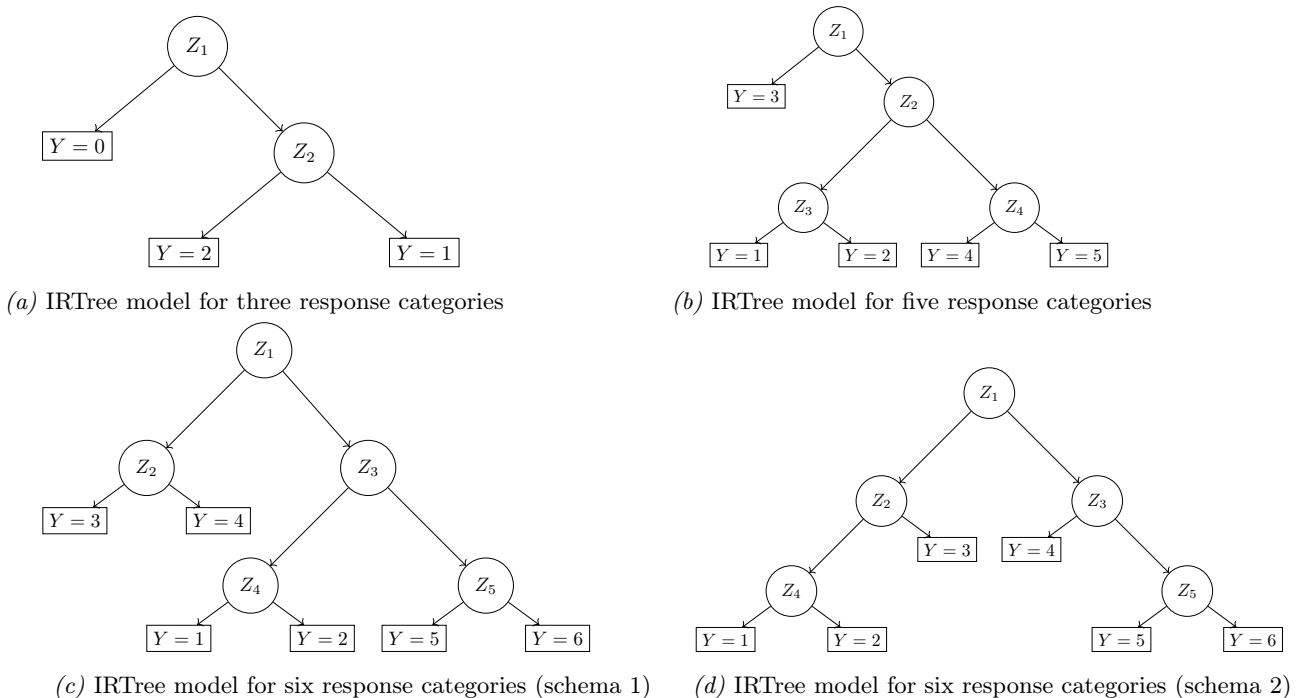 Z1
Y = 0
Z2
Y = 2
Y = 1
(a) IRTree model for three response categories
Z1
Y = 3
Z2
Z3
Z4
Y = 1
Y = 2
Y = 4
Y = 5
(b) IRTree model for five response categories
Z1
Z2
Z3
Y = 3
Y = 4
Z4
Z5
Y = 1
Y = 2
Y = 5
Y = 6
(c) IRTree model for six response categories (schema 1)
Z1
Z2
Z3
Y = 3
Y = 4
Z4
Z5
Y = 1
Y = 2
Y = 5
Y = 6
(d) IRTree model for six response categories (schema 2)